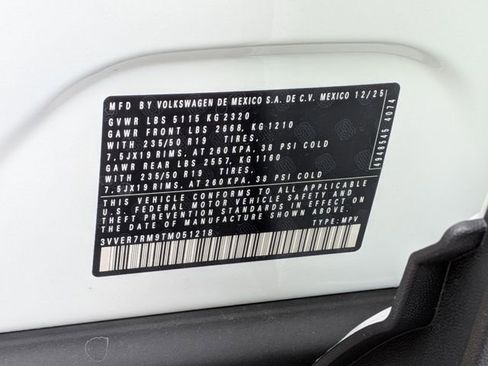 MFD BY VOLKSWAGEN DE MEXICO S.A. DE C.V. MEXICO 12/25
GVWR LBS 5115 KG 2320
GAWR FRONT LBS 2668, KG 1210
WITH 235/50 R19 TIRES.
7.5JX19 RIMS, AT 260 KPA, 38 PSI COLD
GAWR REAR LBS 2557, KG 1160
WITH 235/50 R19 TIRES.
7.5JX19 RIMS, AT 260 KPA, 38 PSI COLD
THIS VEHICLE CONFORMS TO ALL APPLICABLE
U.S. FEDERAL MOTOR VEHICLE SAFETY AND
THEFT PREVENTION STANDARDS IN EFFECT ON
THE DATE OF MANUFACTURE SHOWN ABOVE
3VVER7RM9TM051218 TYPE: MPV
4948545 4074